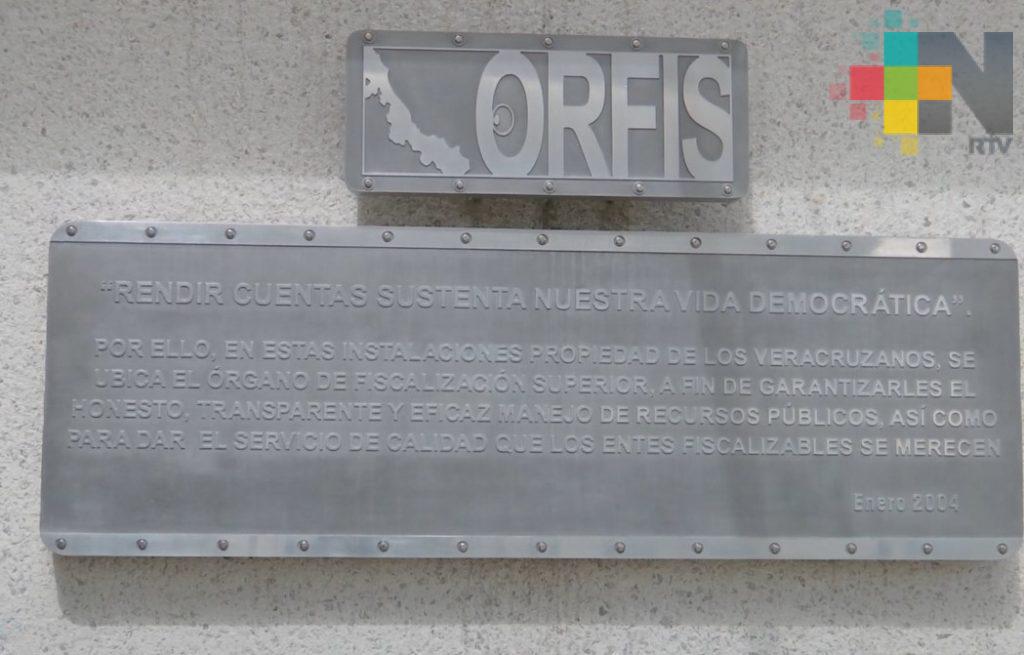 ORFIS
N
RTV
“RENDIR CUENTAS SUSTENTA NUESTRA VIDA DEMOCRÁTICA”.
POR ELLO, EN ESTAS INSTALACIONES PROPIEDAD DE LOS VERACRUZANOS, SE
UBICA EL ÓRGANO DE FISCALIZACIÓN SUPERIOR, A FIN DE GARANTIZARLES EL
HONESTO, TRANSPARENTE Y EFICAZ MANEJO DE RECURSOS PÚBLICOS, ASÍ COMO
PARA DAR EL SERVICIO DE CALIDAD QUE LOS ENTES FISCALIZABLES SE MERECEN
Enero 2004